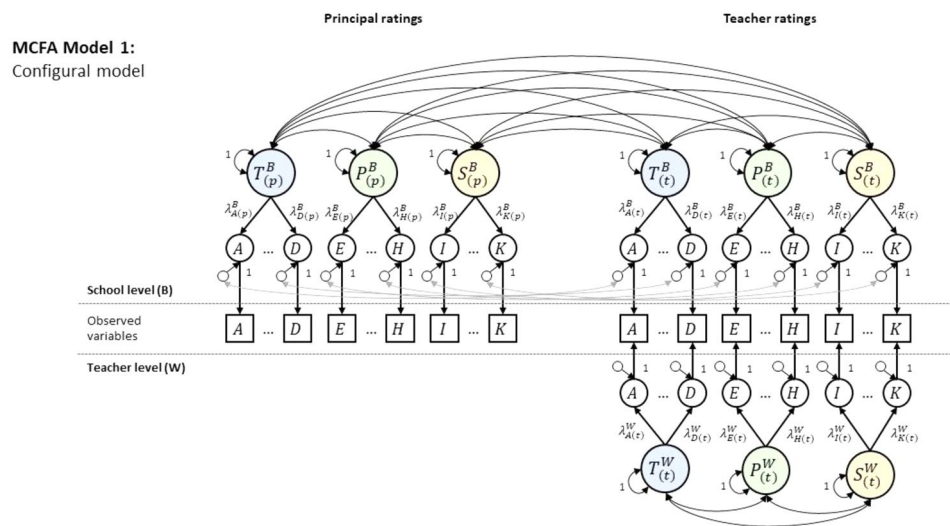 Principal ratings Teacher ratings
MCFA Model 1:
Configural model
1 T^B_(p) 1 P^B_(p) 1 S^B_(p) 1 T^B_(t) 1 P^B_(t) 1 S^B_(t)
λ^B_A(p) λ^B_D(p) λ^B_E(p) λ^B_H(p) λ^B_I(p) λ^B_K(p) λ^B_A(t) λ^B_D(t) λ^B_E(t) λ^B_H(t) λ^B_I(t) λ^B_K(t)
A ... D E ... H I ... K A ... D E ... H I ... K
1 1 1 1 1 1 1 1 1 1 1 1
School level (B)
Observed
variables
A ... D E ... H I ... K A ... D E ... H I ... K
Teacher level (W)
1 1 1 1 1 1
A ... D E ... H I ... K
λ^W_A(t) λ^W_D(t) λ^W_E(t) λ^W_H(t) λ^W_I(t) λ^W_K(t)
1 T^W_(t) 1 P^W_(t) 1 S^W_(t)